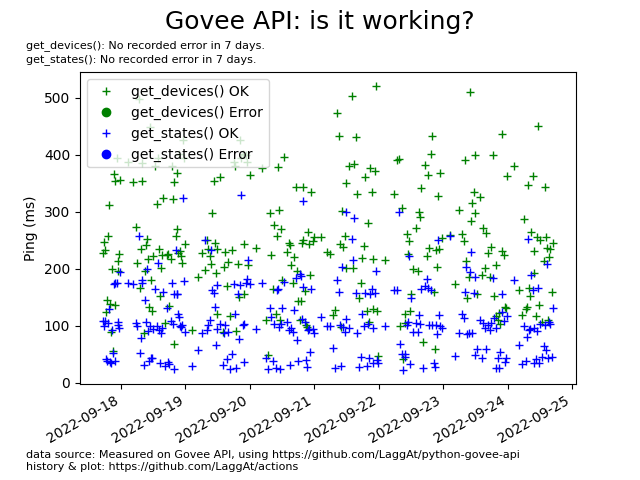 Govee API: is it working?
get_devices(): No recorded error in 7 days.
get_states(): No recorded error in 7 days.
get_devices() OK
get_devices() Error
get_states() OK
get_states() Error
Ping (ms)
500
400
300
200
100
0
2022-09-18
2022-09-19
2022-09-20
2022-09-21
2022-09-22
2022-09-23
2022-09-24
2022-09-25
data source: Measured on Govee API, using https://github.com/LaggAt/python-govee-api
history & plot: https://github.com/LaggAt/actions